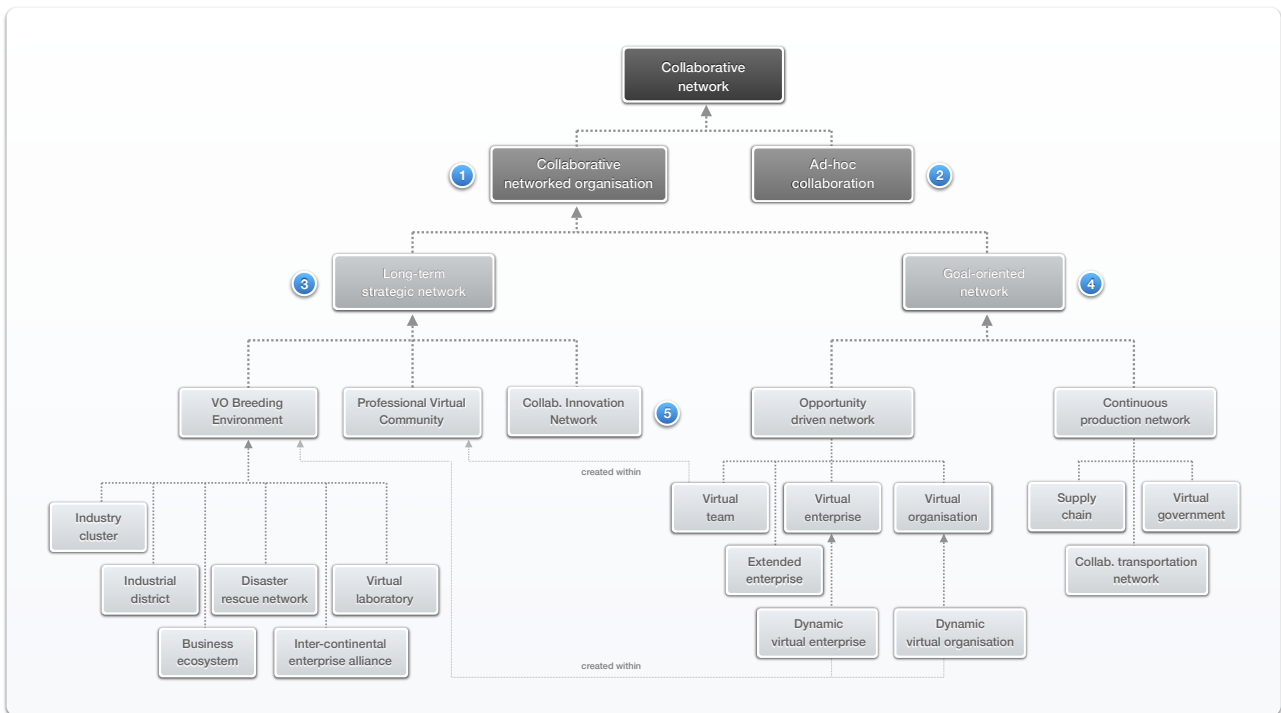 Collaborative
network
1
Collaborative
networked organisation
Ad-hoc
collaboration
2
3
Long-term
strategic network
Goal-oriented
network
4
VO Breeding
Environment
Professional Virtual
Community
Collab. Innovation
Network
5
Opportunity
driven network
Continuous
production network
created within
Industry
cluster
Virtual
team
Virtual
enterprise
Virtual
organisation
Supply
chain
Virtual
government
Industrial
district
Disaster
rescue network
Virtual
laboratory
Extended
enterprise
Collab. transportation
network
Business
ecosystem
Inter-continental
enterprise alliance
Dynamic
virtual enterprise
Dynamic
virtual organisation
created within